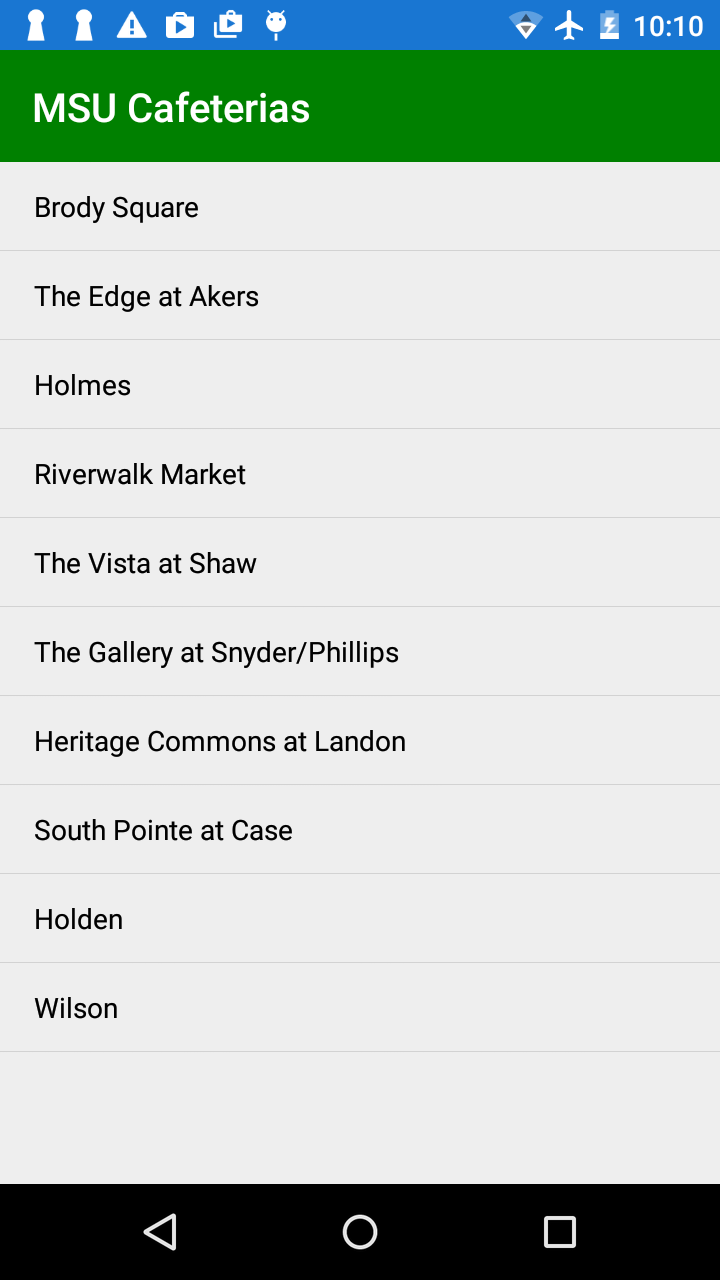 10:10
MSU Cafeterias
Brody Square
The Edge at Akers
Holmes
Riverwalk Market
The Vista at Shaw
The Gallery at Snyder/Phillips
Heritage Commons at Landon
South Pointe at Case
Holden
Wilson